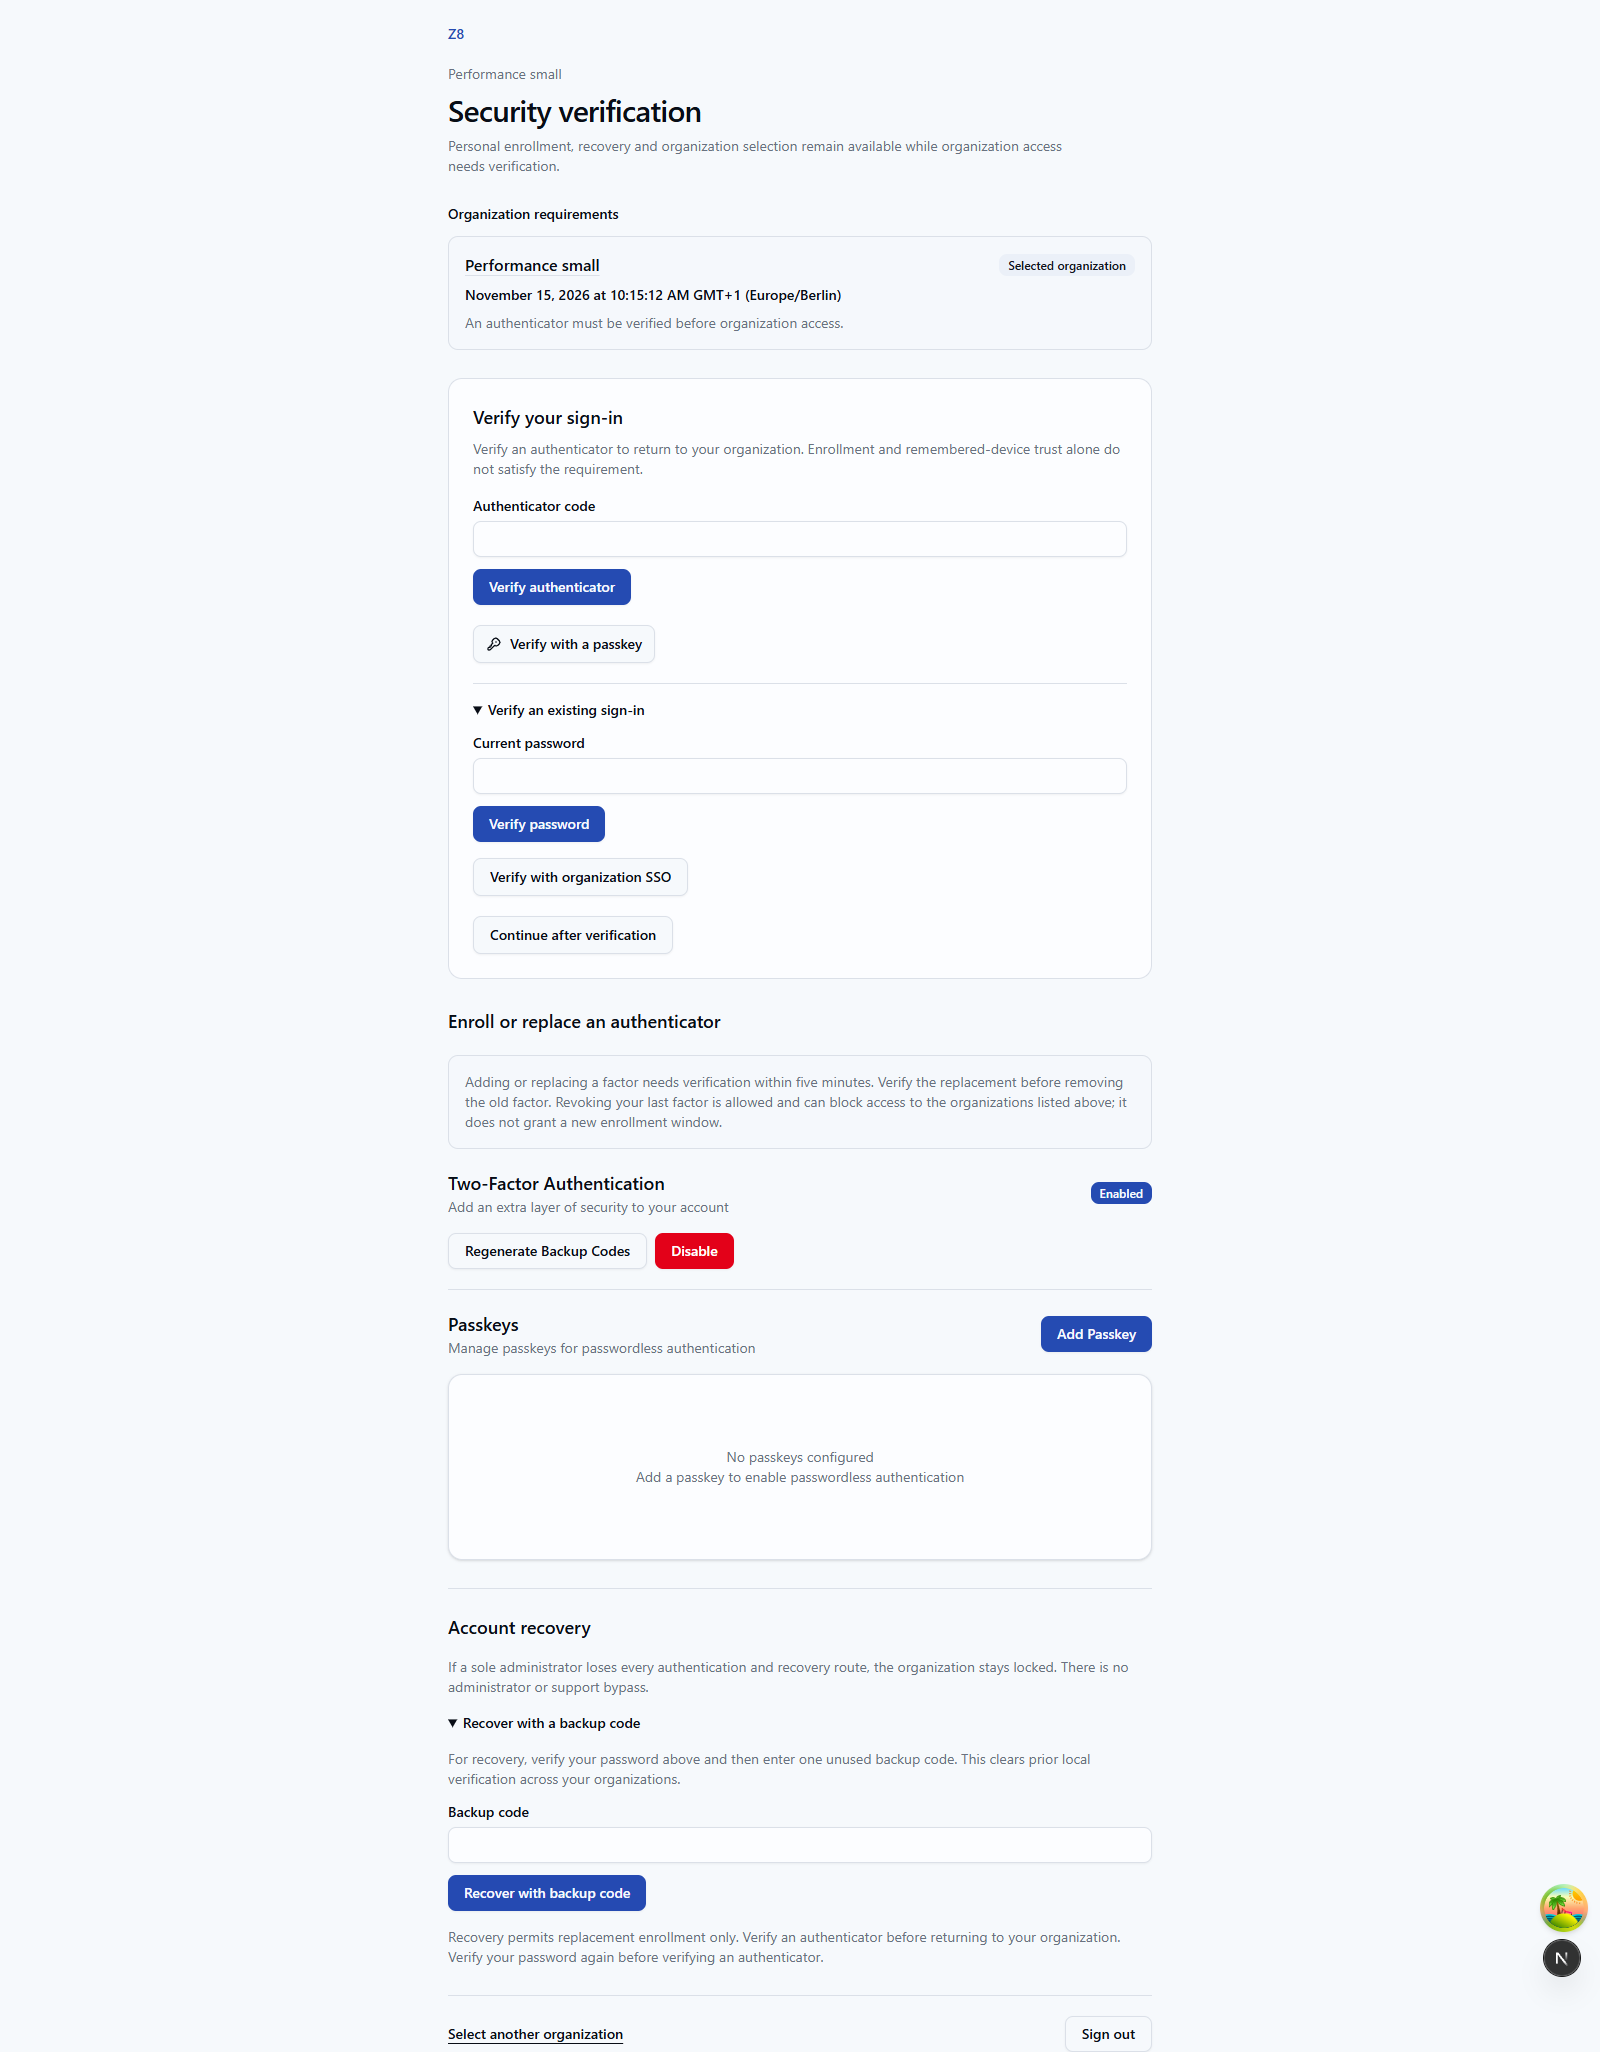 Z8
Performance small
Security verification
Personal enrollment, recovery and organization selection remain available while organization access
needs verification.
Organization requirements
Performance small
Selected organization
November 15, 2026 at 10:15:12 AM GMT+1 (Europe/Berlin)
An authenticator must be verified before organization access.
Verify your sign-in
Verify an authenticator to return to your organization. Enrollment and remembered-device trust alone do
not satisfy the requirement.
Authenticator code
Verify authenticator
Verify with a passkey
Verify an existing sign-in
Current password
Verify password
Verify with organization SSO
Continue after verification
Enroll or replace an authenticator
Adding or replacing a factor needs verification within five minutes. Verify the replacement before removing
the old factor. Revoking your last factor is allowed and can block access to the organizations listed above; it
does not grant a new enrollment window.
Two-Factor Authentication
Enabled
Add an extra layer of security to your account
Regenerate Backup Codes
Disable
Passkeys
Add Passkey
Manage passkeys for passwordless authentication
No passkeys configured
Add a passkey to enable passwordless authentication
Account recovery
If a sole administrator loses every authentication and recovery route, the organization stays locked. There is no
administrator or support bypass.
Recover with a backup code
For recovery, verify your password above and then enter one unused backup code. This clears prior local
verification across your organizations.
Backup code
Recover with backup code
Recovery permits replacement enrollment only. Verify an authenticator before returning to your organization.
Verify your password again before verifying an authenticator.
N
Select another organization
Sign out